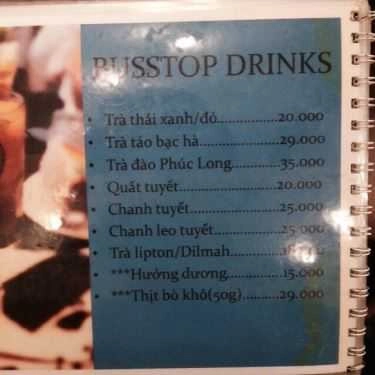 BUSSTOP DRINKS
• Trà thái xanh/đỏ....................20.000
• Trà táo bạc hà.........................29.000
• Trà đào Phúc Long................35.000
• Quất tuyết............................20.000
• Chanh tuyết.........................25.000
• Chanh leo tuyết...................25.000
• Trà lipton/Dilmah
• ***Hướng dương..................15.000
• ***Thịt bò khô(50g).............29.000